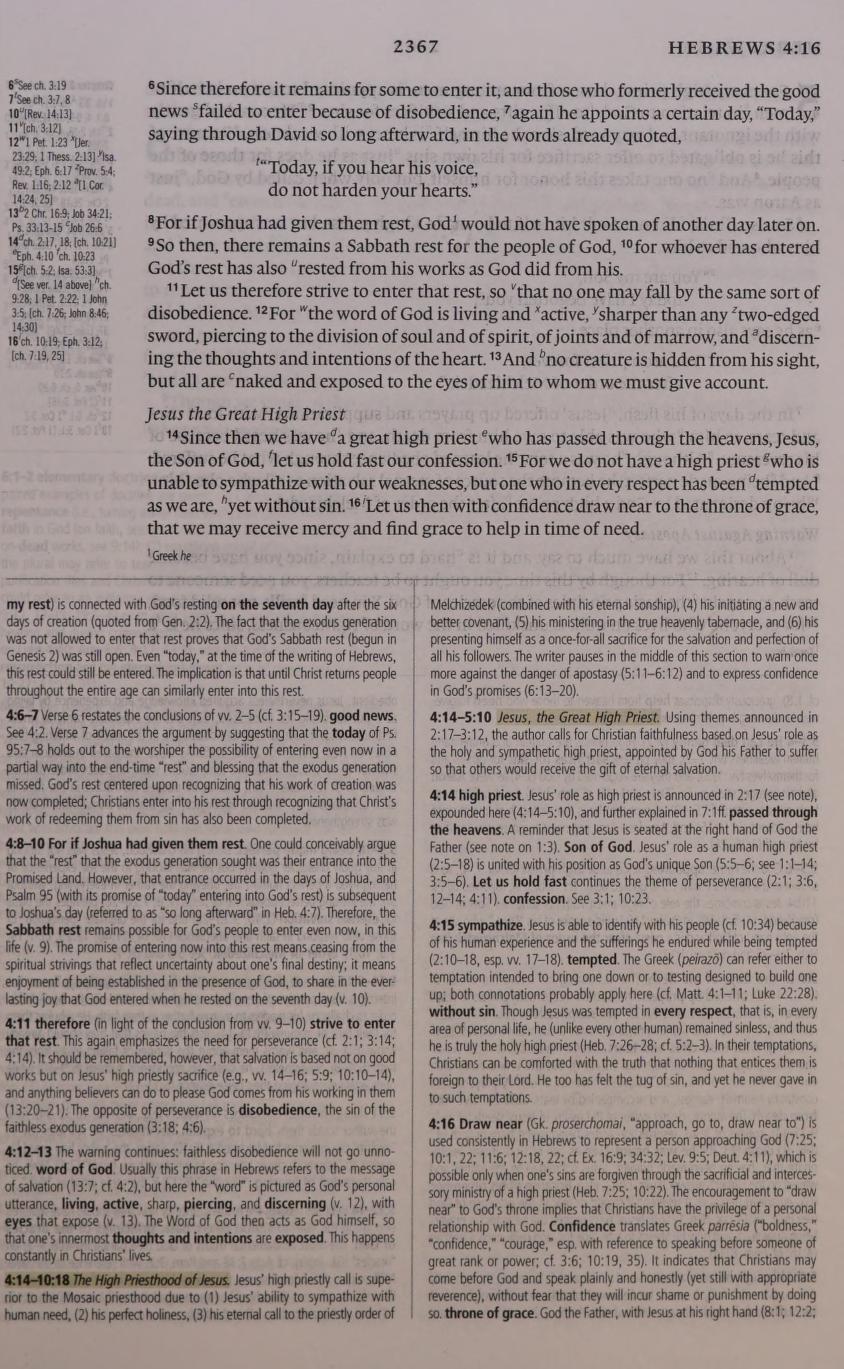 2367
HEBREWS 4:16
6 sSee ch. 3:19
7 tSee ch. 3:7, 8
10 u[Rev. 14:13]
11 v[ch. 3:12]
12 w1 Pet. 1:23 x[Jer.
23:29; 1 Thess. 2:13] yIsa.
49:2; Eph. 6:17 zProv. 5:4;
Rev. 1:16; 2:12 a[1 Cor.
14:24, 25]
13 b2 Chr. 16:9; Job 34:21;
Ps. 33:13-15 cJob 26:6
14 dch. 2:17, 18; [ch. 10:21]
eEph. 4:10 fch. 10:23
15 g[ch. 5:2; Isa. 53:3]
d[See ver. 14 above] hch.
9:28; 1 Pet. 2:22; 1 John
3:5; [ch. 7:26; John 8:46;
14:30]
16 ich. 10:19; Eph. 3:12;
[ch. 7:19, 25]
6 Since therefore it remains for some to enter it, and those who formerly received the good
news sfailed to enter because of disobedience, 7 again he appoints a certain day, “Today,”
saying through David so long afterward, in the words already quoted,
t“Today, if you hear his voice,
do not harden your hearts.”
8 For if Joshua had given them rest, God1 would not have spoken of another day later on.
9 So then, there remains a Sabbath rest for the people of God, 10 for whoever has entered
God’s rest has also urested from his works as God did from his.
11 Let us therefore strive to enter that rest, so vthat no one may fall by the same sort of
disobedience. 12 For wthe word of God is living and xactive, ysharper than any ztwo-edged
sword, piercing to the division of soul and of spirit, of joints and of marrow, and adiscern-
ing the thoughts and intentions of the heart. 13 And bno creature is hidden from his sight,
but all are cnaked and exposed to the eyes of him to whom we must give account.
Jesus the Great High Priest
14 Since then we have da great high priest ewho has passed through the heavens, Jesus,
the Son of God, flet us hold fast our confession. 15 For we do not have a high priest gwho is
unable to sympathize with our weaknesses, but one who in every respect has been dtempted
as we are, hyet without sin. 16 iLet us then with confidence draw near to the throne of grace,
that we may receive mercy and find grace to help in time of need.
1 Greek he
my rest) is connected with God’s resting on the seventh day after the six
days of creation (quoted from Gen. 2:2). The fact that the exodus generation
was not allowed to enter that rest proves that God’s Sabbath rest (begun in
Genesis 2) was still open. Even “today,” at the time of the writing of Hebrews,
this rest could still be entered. The implication is that until Christ returns people
throughout the entire age can similarly enter into this rest.
4:6–7 Verse 6 restates the conclusions of vv. 2–5 (cf. 3:15–19). good news.
See 4:2. Verse 7 advances the argument by suggesting that the today of Ps.
95:7–8 holds out to the worshiper the possibility of entering even now in a
partial way into the end-time “rest” and blessing that the exodus generation
missed. God’s rest centered upon recognizing that his work of creation was
now completed; Christians enter into his rest through recognizing that Christ’s
work of redeeming them from sin has also been completed.
4:8–10 For if Joshua had given them rest. One could conceivably argue
that the “rest” that the exodus generation sought was their entrance into the
Promised Land. However, that entrance occurred in the days of Joshua, and
Psalm 95 (with its promise of “today” entering into God’s rest) is subsequent
to Joshua’s day (referred to as “so long afterward” in Heb. 4:7). Therefore, the
Sabbath rest remains possible for God’s people to enter even now, in this
life (v. 9). The promise of entering now into this rest means ceasing from the
spiritual strivings that reflect uncertainty about one’s final destiny; it means
enjoyment of being established in the presence of God, to share in the ever-
lasting joy that God entered when he rested on the seventh day (v. 10).
4:11 therefore (in light of the conclusion from vv. 9–10) strive to enter
that rest. This again emphasizes the need for perseverance (cf. 2:1; 3:14;
4:14). It should be remembered, however, that salvation is based not on good
works but on Jesus’ high priestly sacrifice (e.g., vv. 14–16; 5:9; 10:10–14),
and anything believers can do to please God comes from his working in them
(13:20–21). The opposite of perseverance is disobedience, the sin of the
faithless exodus generation (3:18; 4:6).
4:12–13 The warning continues: faithless disobedience will not go unno-
ticed. word of God. Usually this phrase in Hebrews refers to the message
of salvation (13:7; cf. 4:2), but here the “word” is pictured as God’s personal
utterance, living, active, sharp, piercing, and discerning (v. 12), with
eyes that expose (v. 13). The Word of God then acts as God himself, so
that one’s innermost thoughts and intentions are exposed. This happens
constantly in Christians’ lives.
4:14–10:18 The High Priesthood of Jesus. Jesus’ high priestly call is supe-
rior to the Mosaic priesthood due to (1) Jesus’ ability to sympathize with
human need, (2) his perfect holiness, (3) his eternal call to the priestly order of
Melchizedek (combined with his eternal sonship), (4) his initiating a new and
better covenant, (5) his ministering in the true heavenly tabernacle, and (6) his
presenting himself as a once-for-all sacrifice for the salvation and perfection of
all his followers. The writer pauses in the middle of this section to warn once
more against the danger of apostasy (5:11–6:12) and to express confidence
in God’s promises (6:13–20).
4:14–5:10 Jesus, the Great High Priest. Using themes announced in
2:17–3:12, the author calls for Christian faithfulness based on Jesus’ role as
the holy and sympathetic high priest, appointed by God his Father to suffer
so that others would receive the gift of eternal salvation.
4:14 high priest. Jesus’ role as high priest is announced in 2:17 (see note),
expounded here (4:14–5:10), and further explained in 7:1ff. passed through
the heavens. A reminder that Jesus is seated at the right hand of God the
Father (see note on 1:3). Son of God. Jesus’ role as a human high priest
(2:5–18) is united with his position as God’s unique Son (5:5–6; see 1:1–14;
3:5–6). Let us hold fast continues the theme of perseverance (2:1; 3:6,
12–14; 4:11). confession. See 3:1; 10:23.
4:15 sympathize. Jesus is able to identify with his people (cf. 10:34) because
of his human experience and the sufferings he endured while being tempted
(2:10–18, esp. vv. 17–18). tempted. The Greek (peirazō) can refer either to
temptation intended to bring one down or to testing designed to build one
up; both connotations probably apply here (cf. Matt. 4:1–11; Luke 22:28).
without sin. Though Jesus was tempted in every respect, that is, in every
area of personal life, he (unlike every other human) remained sinless, and thus
he is truly the holy high priest (Heb. 7:26–28; cf. 5:2–3). In their temptations,
Christians can be comforted with the truth that nothing that entices them is
foreign to their Lord. He too has felt the tug of sin, and yet he never gave in
to such temptations.
4:16 Draw near (Gk. proserchomai, “approach, go to, draw near to”) is
used consistently in Hebrews to represent a person approaching God (7:25;
10:1, 22; 11:6; 12:18, 22; cf. Ex. 16:9; 34:32; Lev. 9:5; Deut. 4:11), which is
possible only when one’s sins are forgiven through the sacrificial and interces-
sory ministry of a high priest (Heb. 7:25; 10:22). The encouragement to “draw
near” to God’s throne implies that Christians have the privilege of a personal
relationship with God. Confidence translates Greek parrēsia (“boldness,”
“confidence,” “courage,” esp. with reference to speaking before someone of
great rank or power; cf. 3:6; 10:19, 35). It indicates that Christians may
come before God and speak plainly and honestly (yet still with appropriate
reverence), without fear that they will incur shame or punishment by doing
so. throne of grace. God the Father, with Jesus at his right hand (8:1; 12:2;